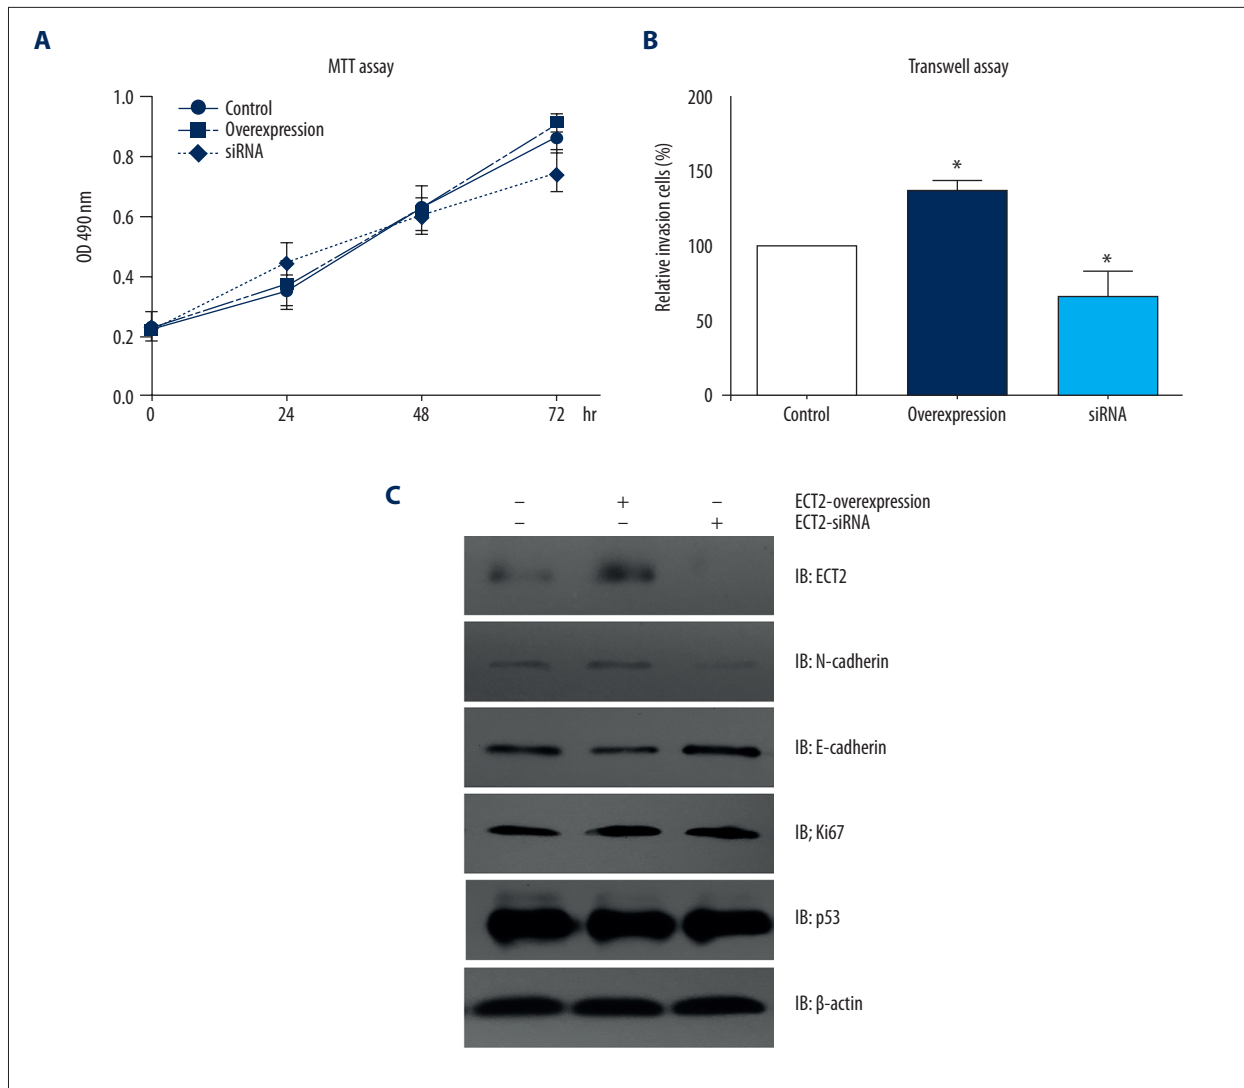 A
MTT assay
1.0
0.8
0.6
0.4
0.2
0.0
OD 490 nm
Control
Overexpression
siRNA
0 24 48 72 hr
B
Transwell assay
200
150
100
50
0
Relative invasion cells (%)
*
*
Control Overexpression siRNA
C
– + – ECT2-overexpression
– – + ECT2-siRNA
IB: ECT2
IB: N-cadherin
IB: E-cadherin
IB; Ki67
IB: p53
IB: β-actin